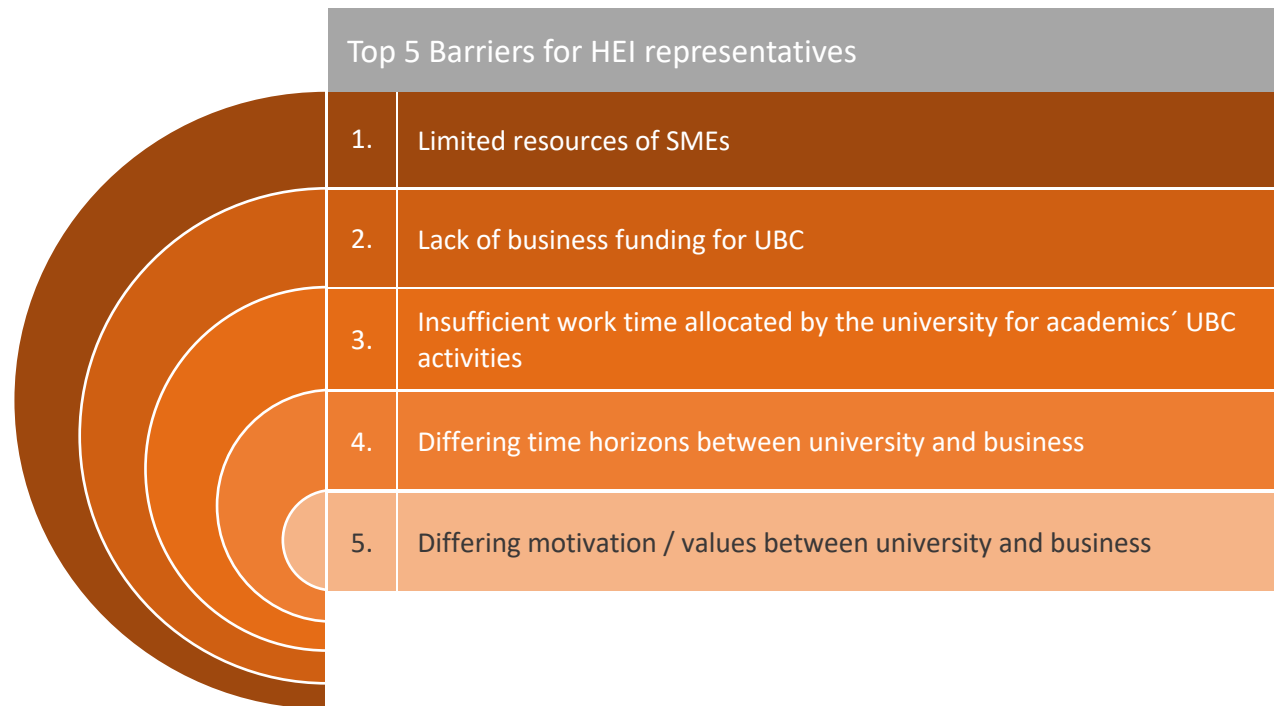 Top 5 Barriers for HEI representatives
1. Limited resources of SMEs
2. Lack of business funding for UBC
3. Insufficient work time allocated by the university for academics´ UBC
activities
4. Differing time horizons between university and business
5. Differing motivation / values between university and business